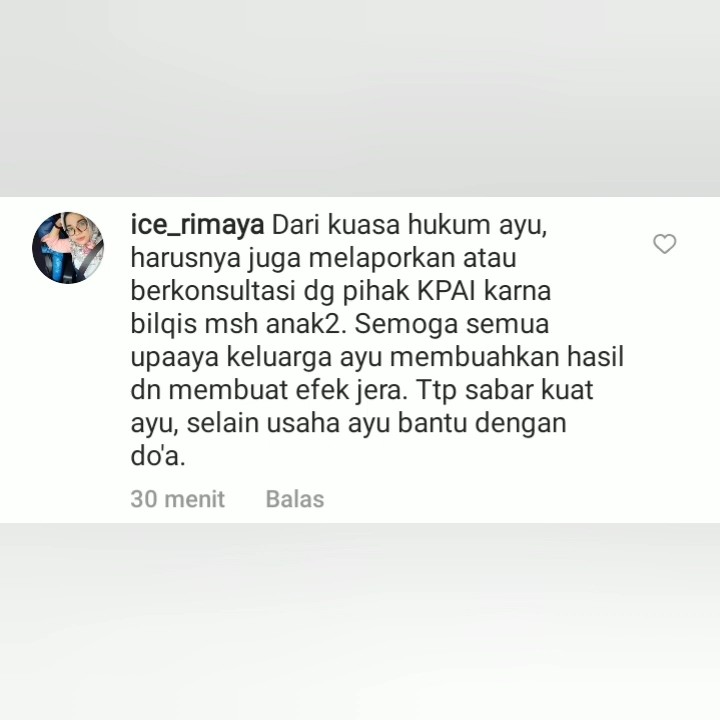 ice_rimaya Dari kuasa hukum ayu,
harusnya juga melaporkan atau
berkonsultasi dg pihak KPAI karna
bilqis msh anak2. Semoga semua
upaaya keluarga ayu membuahkan hasil
dn membuat efek jera. Ttp sabar kuat
ayu, selain usaha ayu bantu dengan
do'a.
30 menit Balas